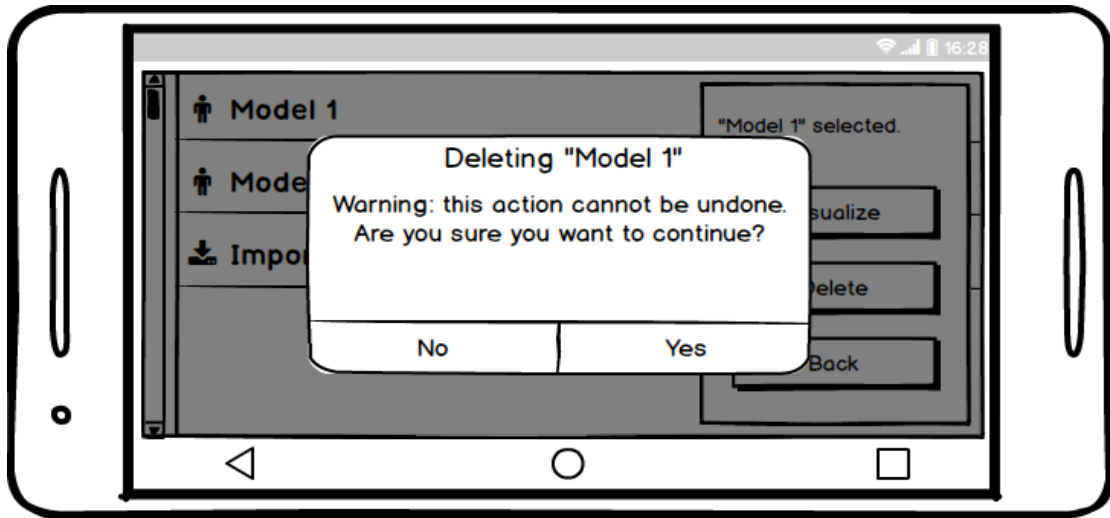 16:28
Model 1
"Model 1" selected.
Deleting "Model 1"
Warning: this action cannot be undone.
Are you sure you want to continue?
No
Yes
Mode
Impor
sualize
elete
Back